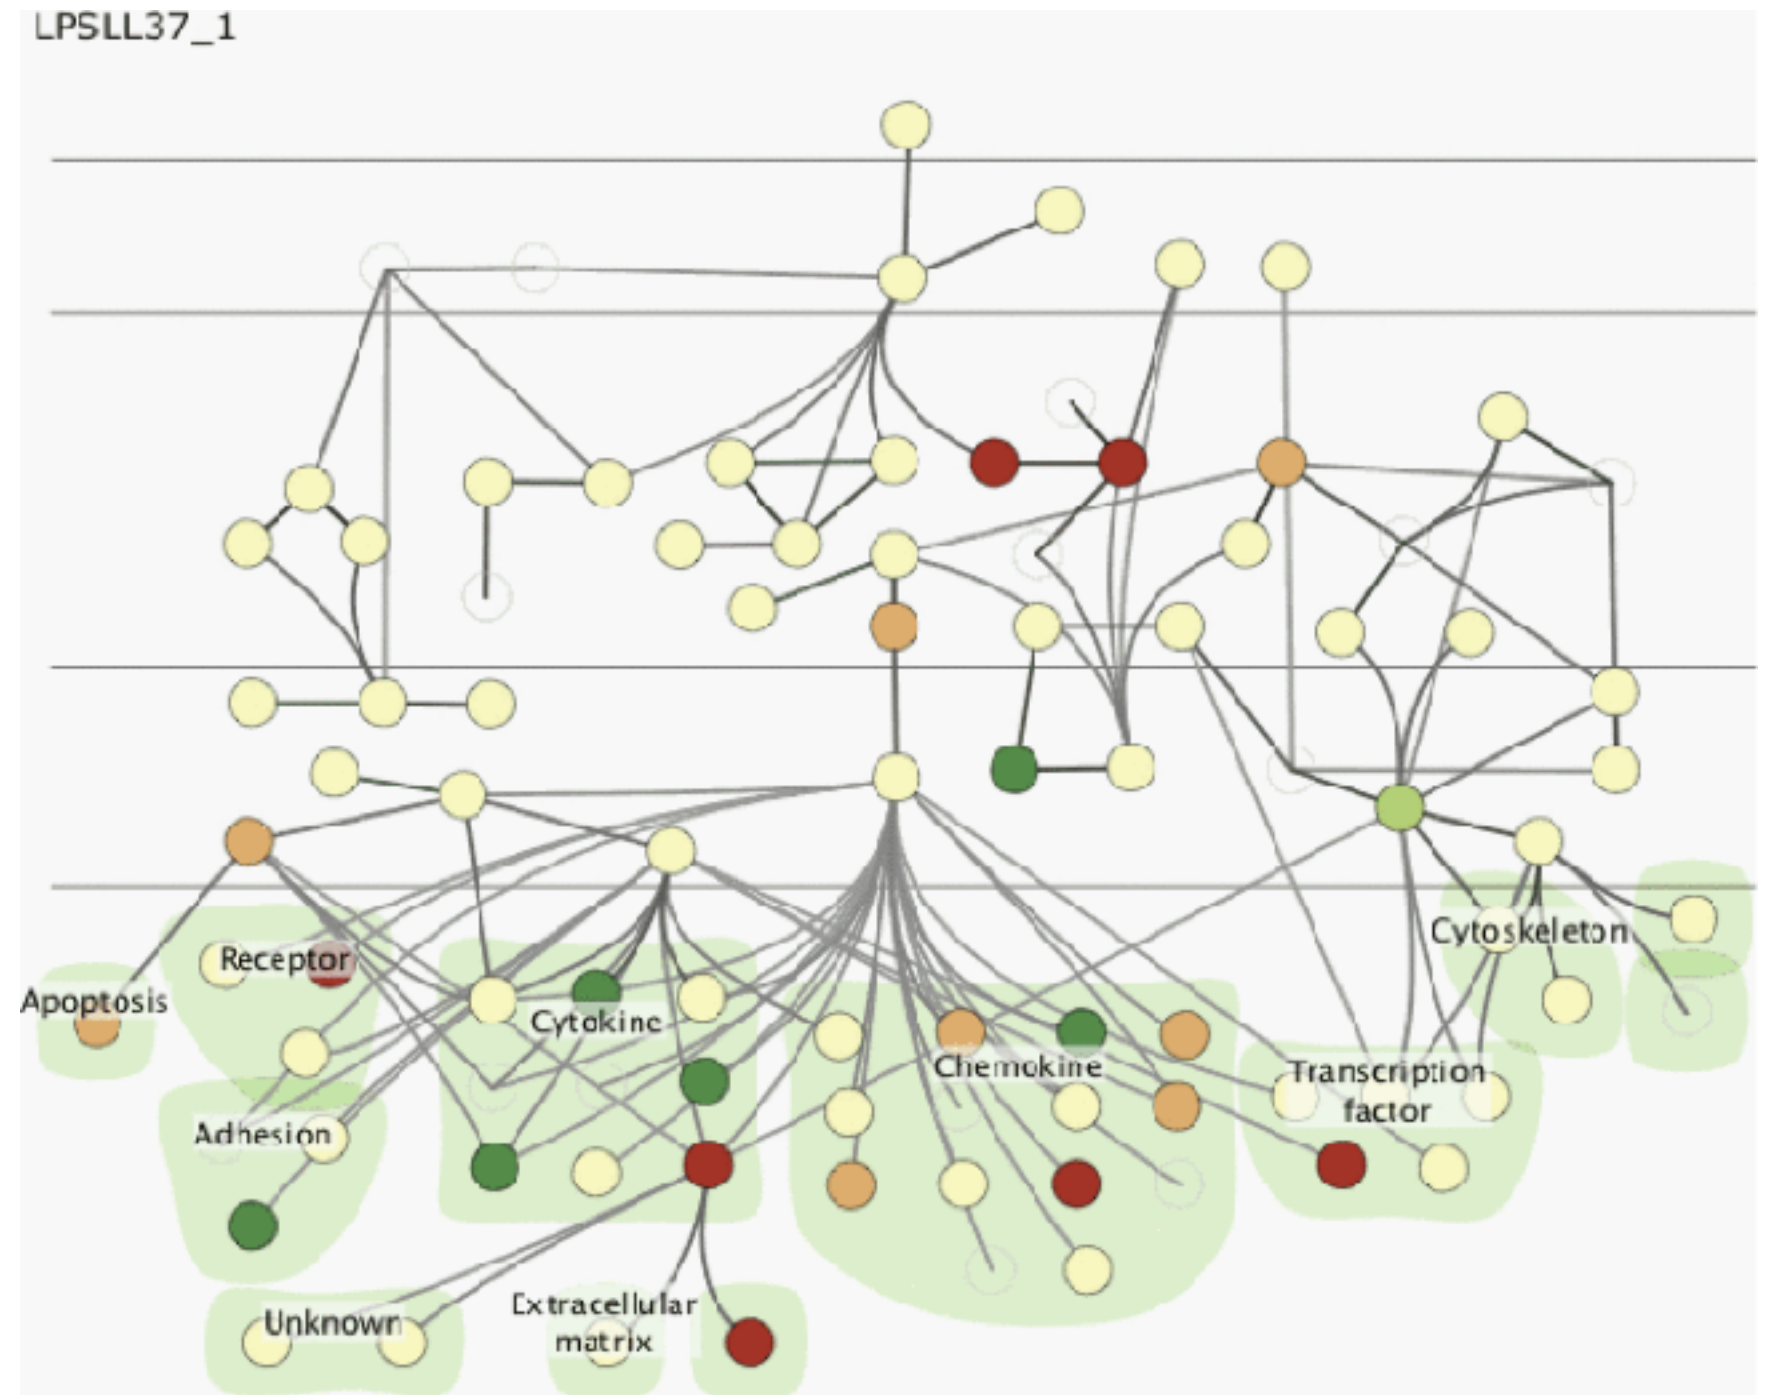 LPSLL37_1
Cytoskeleton
Receptor
Apoptosis
Cytokine
Chemokine
Transcription
factor
Adhesion
Extracellular
matrix
Unknown